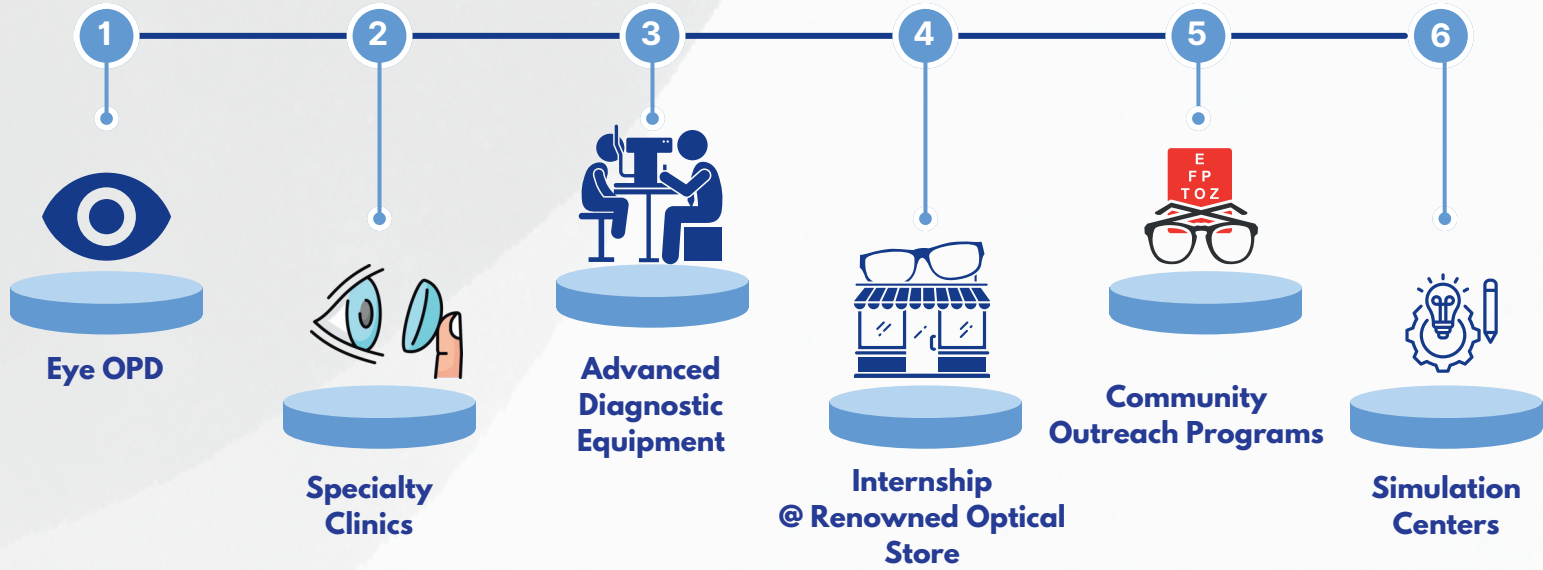 1
2
3
4
5
6
E
F P
T O Z
Eye OPD
Specialty
Clinics
Advanced
Diagnostic
Equipment
Internship
@ Renowned Optical
Store
Community
Outreach Programs
Simulation
Centers